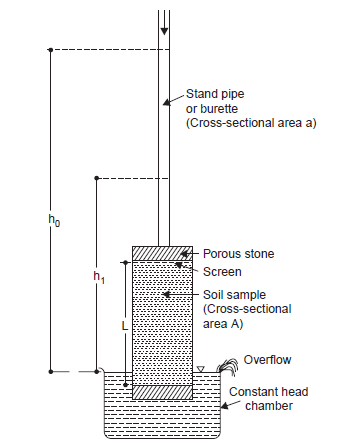 Stand pipe
or burette
(Cross-sectional area a)
h0
Porous stone
Screen
h1
Soil sample
(Cross-sectional
area A)
L
Overflow
Constant head
chamber